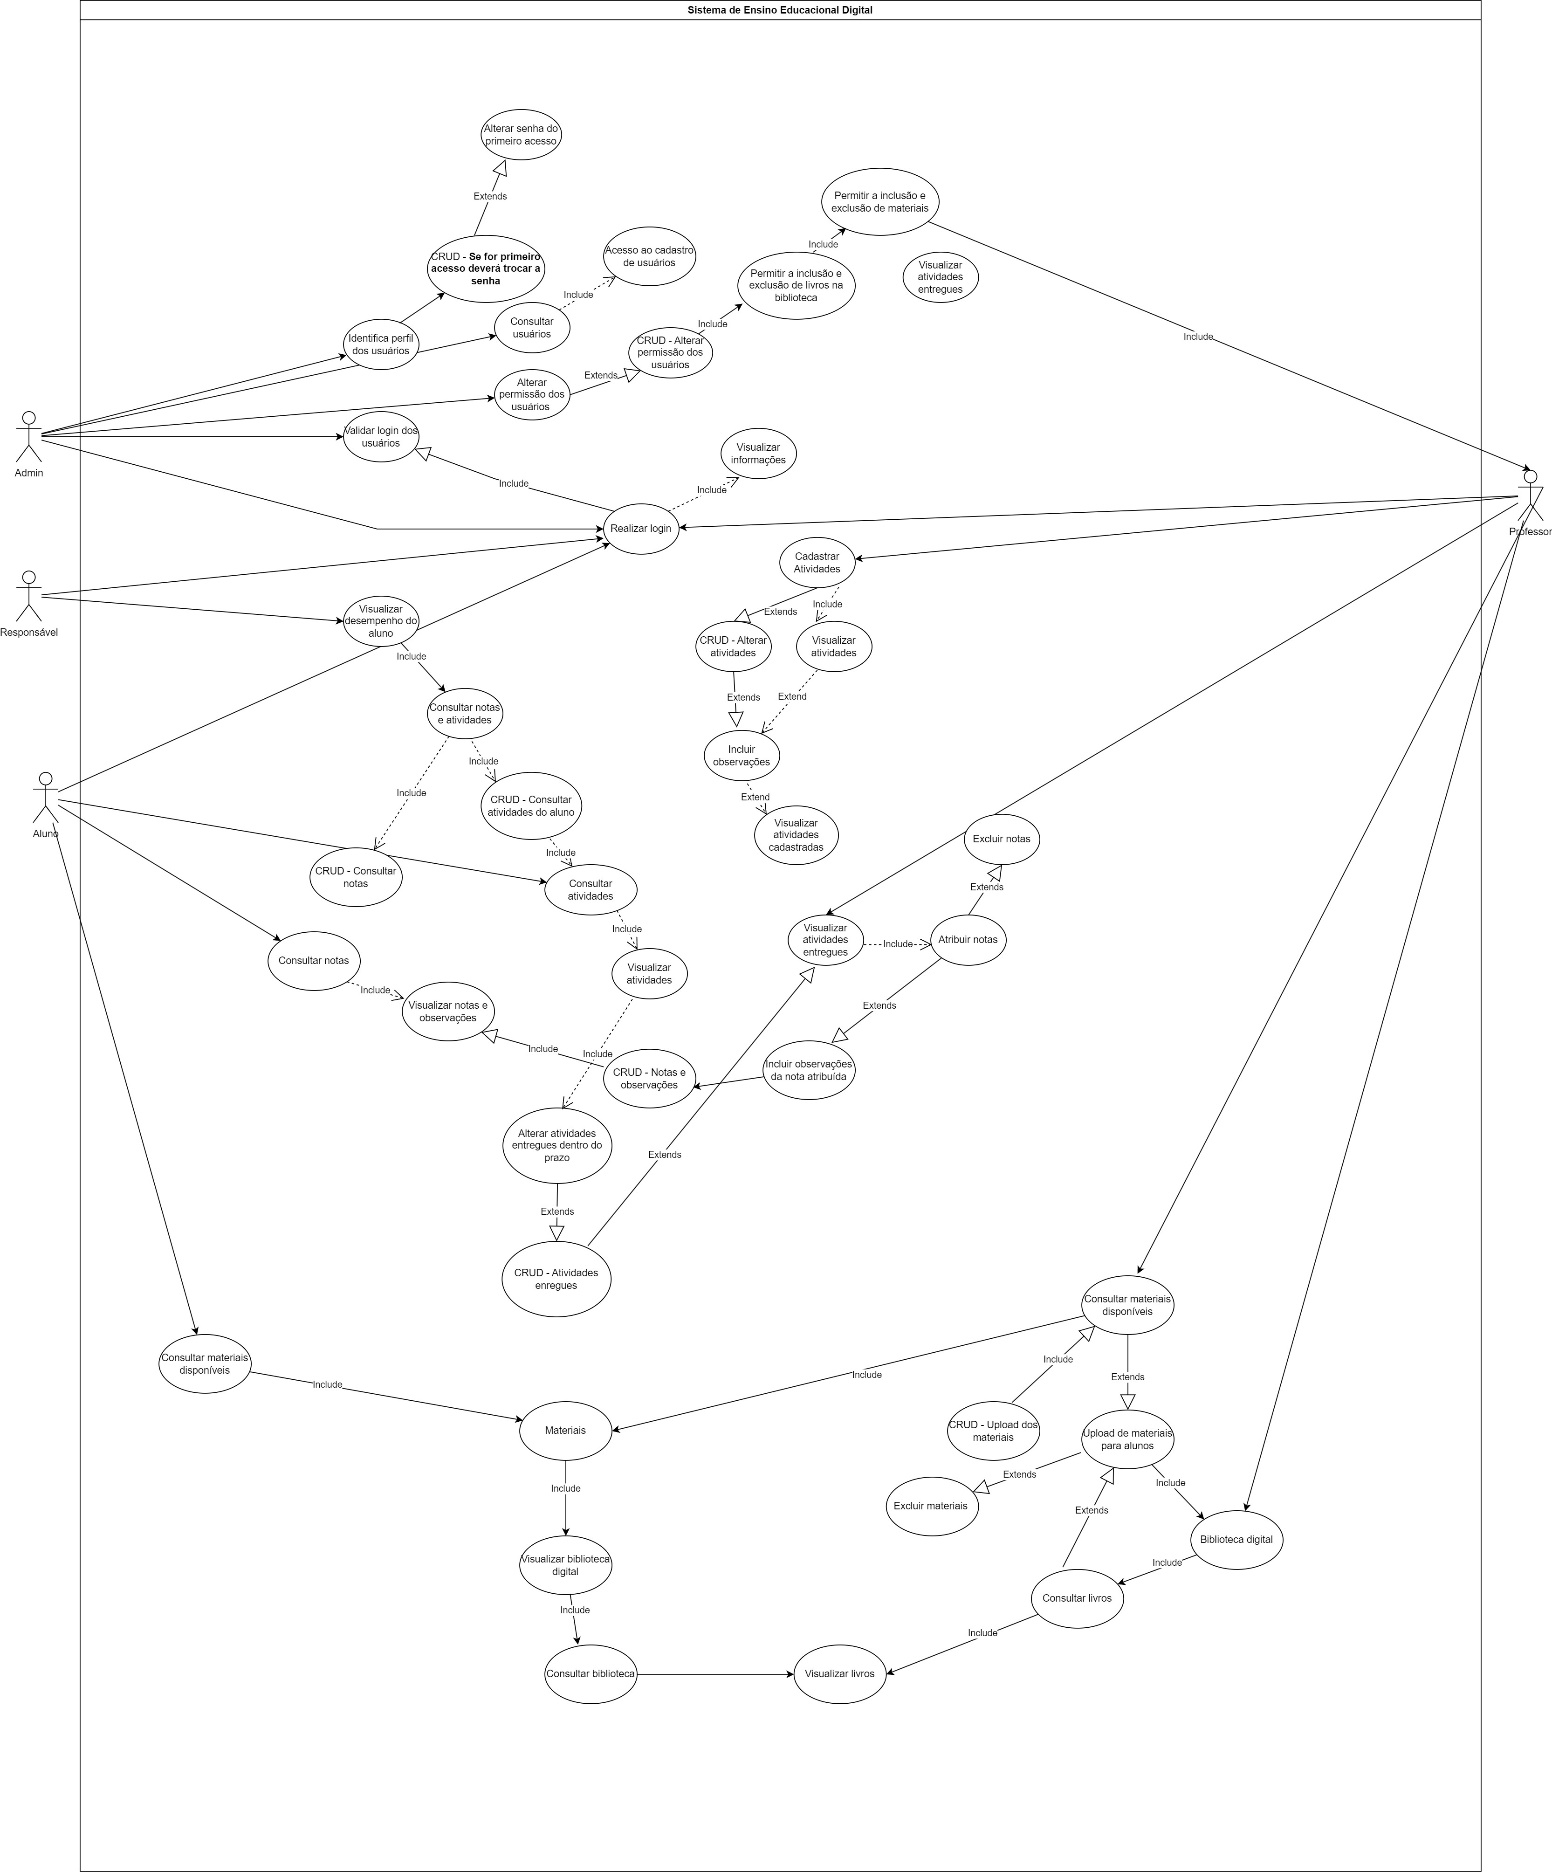 Sistema de Ensino Educacional Digital
Alterar senha do
primeiro acesso
Extends
Permitir a inclusão e
exclusão de materiais
CRUD - Se for primeiro
acesso deverá trocar a
senha
Acesso ao cadastro
de usuários
Include
Permitir a inclusão e
exclusão de livros na
biblioteca
Visualizar
atividades
entregues
Include
Identifica perfil
dos usuários
Consultar
usuários
Include
CRUD - Alterar
permissão dos
usuários
Include
Extends
Alterar
permissão dos
usuários
Admin
Validar login dos
usuários
Visualizar
informações
Include
Include
Realizar login
Professor
Responsável
Visualizar
desempenho do
aluno
Include
Cadastrar
Atividades
Extends
Include
CRUD - Alterar
atividades
Visualizar
atividades
Extends
Extend
Consultar notas
e atividades
Include
Include
Incluir
observações
Extend
Aluno
CRUD - Consultar
atividades do aluno
Include
Visualizar
atividades
cadastradas
Excluir notas
CRUD - Consultar
notas
Consultar
atividades
Extends
Include
Consultar notas
Visualizar
atividades
entregues
Include
Atribuir notas
Visualizar
atividades
Include
Visualizar notas e
observações
Extends
Include
Include
CRUD - Notas e
observações
Incluir observações
da nota atribuída
Alterar atividades
entregues dentro do
prazo
Extends
Extends
CRUD - Atividades
enregues
Consultar materiais
disponíveis
Consultar materiais
disponíveis
Include
Include
Include
Extends
Materiais
CRUD - Upload dos
materiais
Upload de materiais
para alunos
Include
Extends
Include
Excluir materiais
Extends
Biblioteca digital
Visualizar biblioteca
digital
Include
Include
Consultar livros
Include
Consultar biblioteca
Visualizar livros